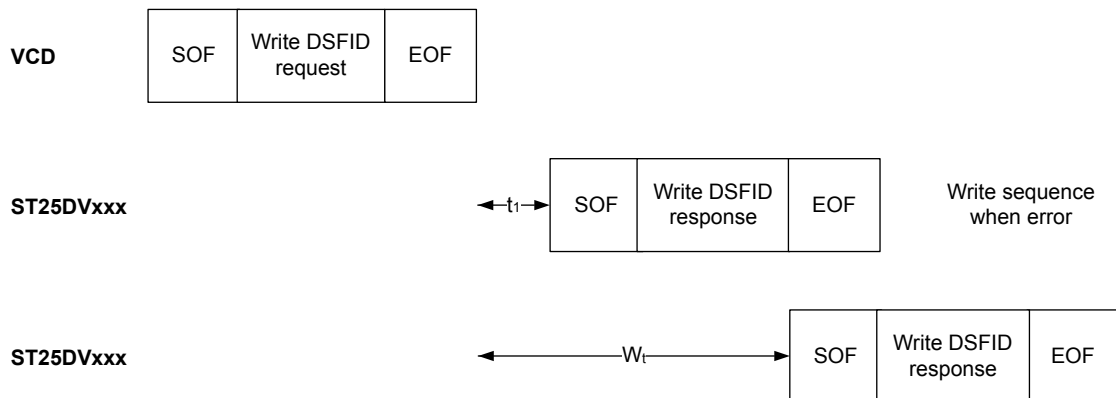 VCD
SOF
Write DSFID
request
EOF
ST25DVxxx
t1
SOF
Write DSFID
response
EOF
Write sequence
when error
ST25DVxxx
Wt
SOF
Write DSFID
response
EOF